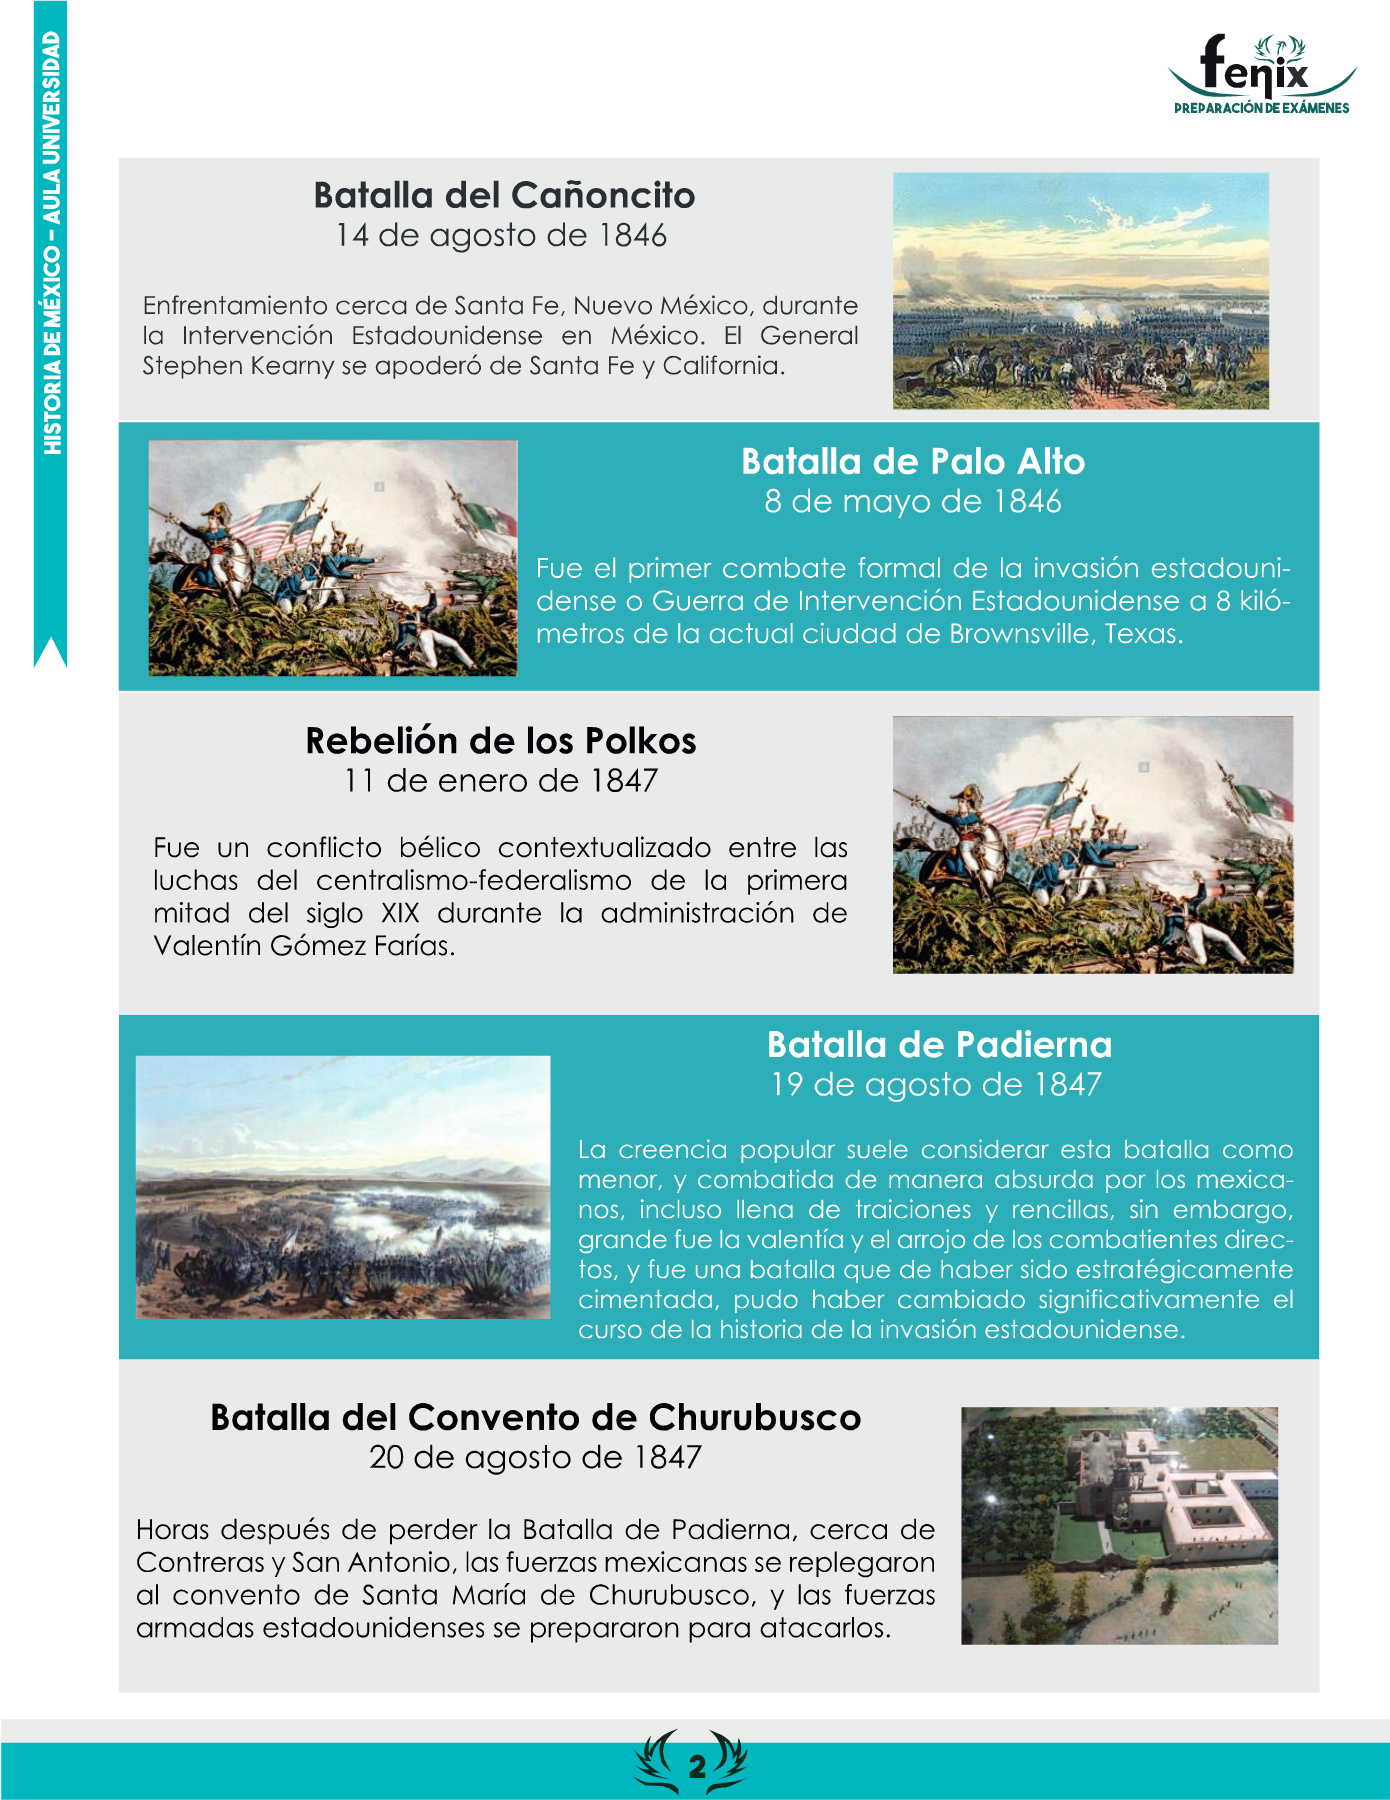 HISTORIA DE MÉXICO – AULA UNIVERSIDAD
fenix
PREPARACIÓN DE EXÁMENES
Batalla del Cañoncito
14 de agosto de 1846
Enfrentamiento cerca de Santa Fe, Nuevo México, durante
la Intervención Estadounidense en México. El General
Stephen Kearny se apoderó de Santa Fe y California.
Batalla de Palo Alto
8 de mayo de 1846
Fue el primer combate formal de la invasión estadouni-
dense o Guerra de Intervención Estadounidense a 8 kiló-
metros de la actual ciudad de Brownsville, Texas.
Rebelión de los Polkos
11 de enero de 1847
Fue un conflicto bélico contextualizado entre las
luchas del centralismo-federalismo de la primera
mitad del siglo XIX durante la administración de
Valentín Gómez Farías.
Batalla de Padierna
19 de agosto de 1847
La creencia popular suele considerar esta batalla como
menor, y combatida de manera absurda por los mexica-
nos, incluso llena de traiciones y rencillas, sin embargo,
grande fue la valentía y el arrojo de los combatientes direc-
tos, y fue una batalla que de haber sido estratégicamente
cimentada, pudo haber cambiado significativamente el
curso de la historia de la invasión estadounidense.
Batalla del Convento de Churubusco
20 de agosto de 1847
Horas después de perder la Batalla de Padierna, cerca de
Contreras y San Antonio, las fuerzas mexicanas se replegaron
al convento de Santa María de Churubusco, y las fuerzas
armadas estadounidenses se prepararon para atacarlos.
2